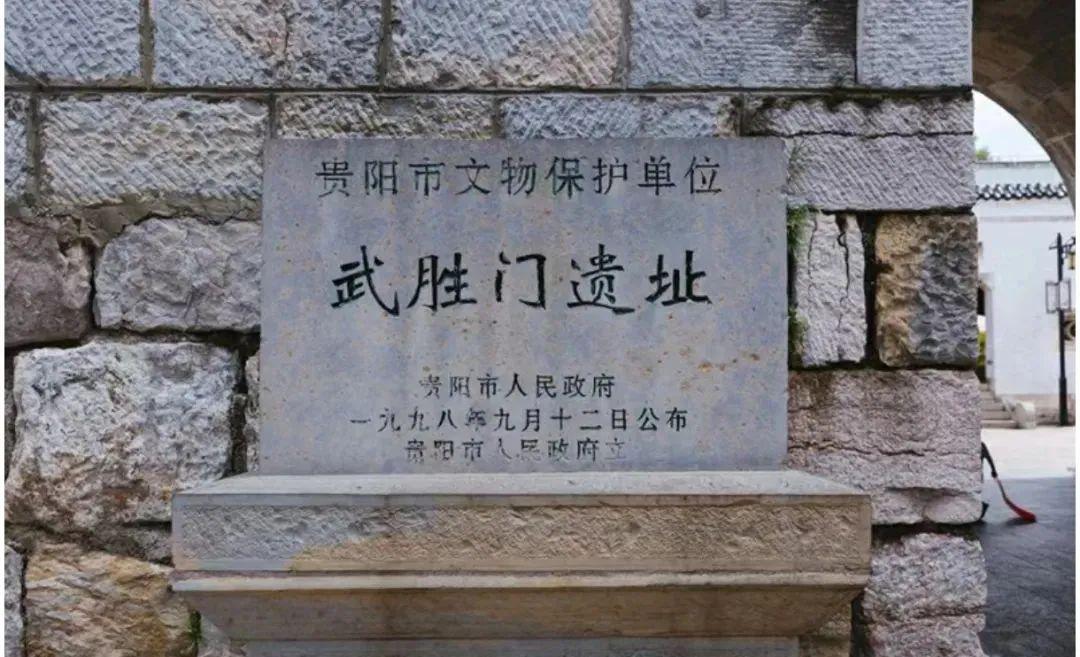 贵阳市文物保护单位
武胜门遗址
贵阳市人民政府
一九九八年九月十二日公布
贵阳市人民政府立